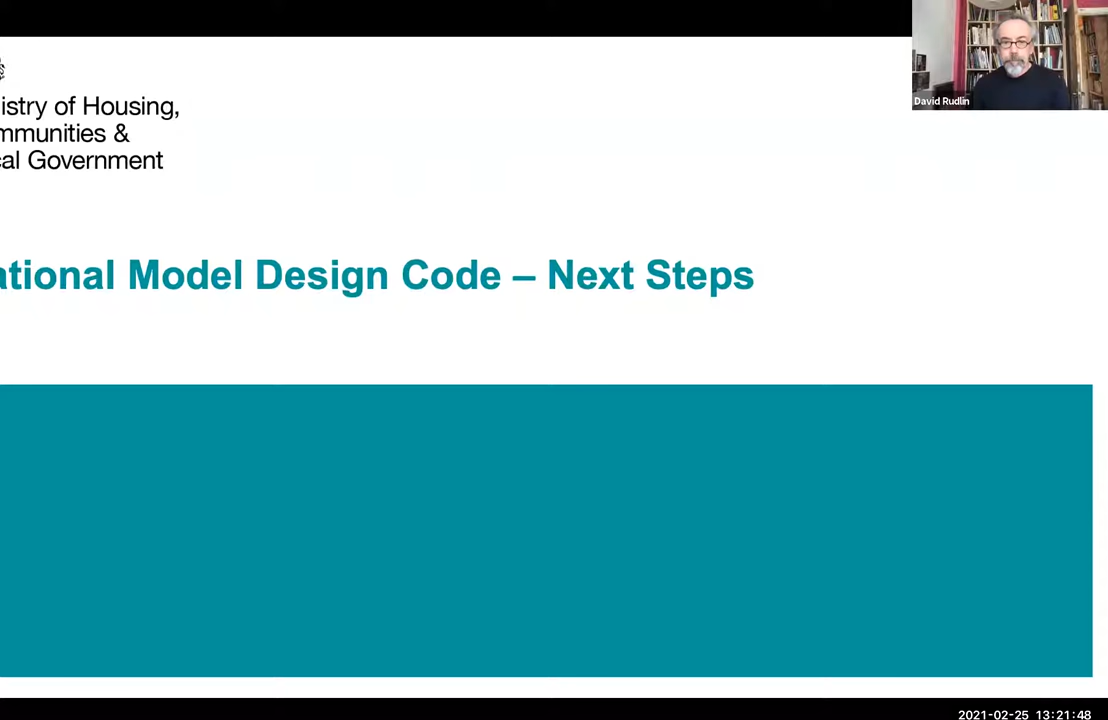 istry of Housing,
mmunities &
cal Government
David Rudlin
ational Model Design Code – Next Steps
2021-02-25 13:21:48